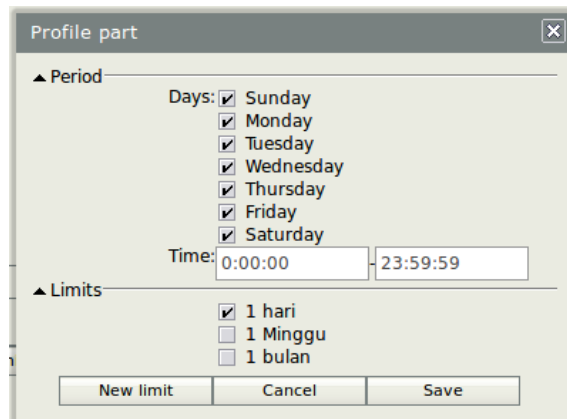 Profile part
Period
Days: Sunday
Monday
Tuesday
Wednesday
Thursday
Friday
Saturday
Time: 0:00:00 - 23:59:59
Limits
1 hari
1 Minggu
1 bulan
New limit Cancel Save